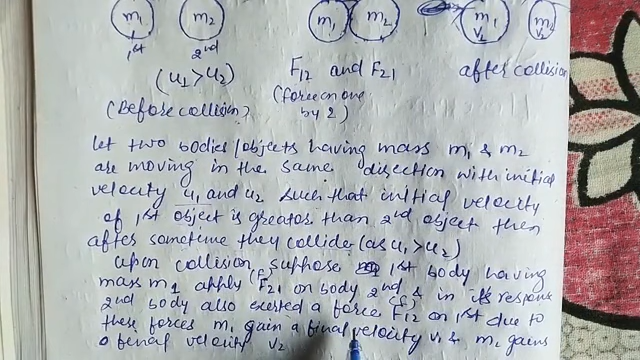 m1 m2 m1 m2 m1 m2
1st 2nd v2
(u1>u2) F12 and F21 after collision
(Before collision) (force on one by 2)
let two bodies/objects having mass m1 & m2
are moving in the same direction with initial
velocity u1 and u2 such that initial velocity
of 1st object is greater than 2nd object then
after sometime they collide (as u1>u2)
upon collision suppose 1st body having
mass m1 apply F21 (f) on body 2nd & in its response
2nd body also exerted a force F12 (f) on 1st due to
these forces m1 gain a final velocity v1 & m2 gains
a final velocity v2